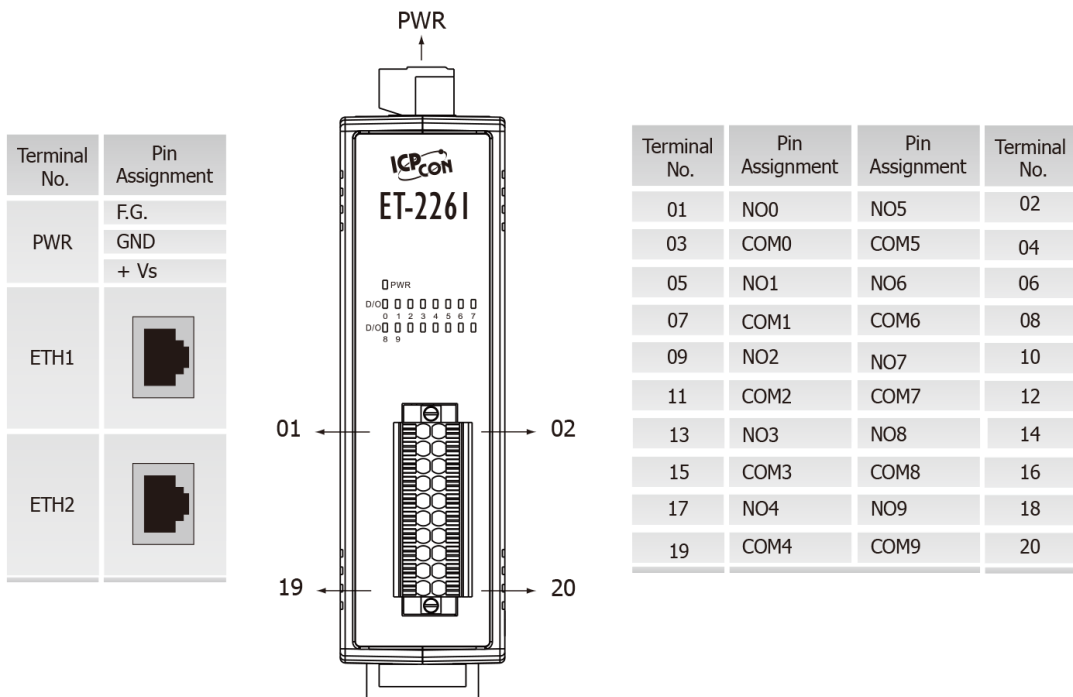 PWR
Terminal No. Pin Assignment
PWR F.G.
GND
+ Vs
ETH1
ETH2
ICP CON
ET-2261
PWR
D/O
0 1 2 3 4 5 6 7
D/O
8 9
01 02
19 20
Terminal No. Pin Assignment Pin Assignment Terminal No.
01 NO0 NO5 02
03 COM0 COM5 04
05 NO1 NO6 06
07 COM1 COM6 08
09 NO2 NO7 10
11 COM2 COM7 12
13 NO3 NO8 14
15 COM3 COM8 16
17 NO4 NO9 18
19 COM4 COM9 20